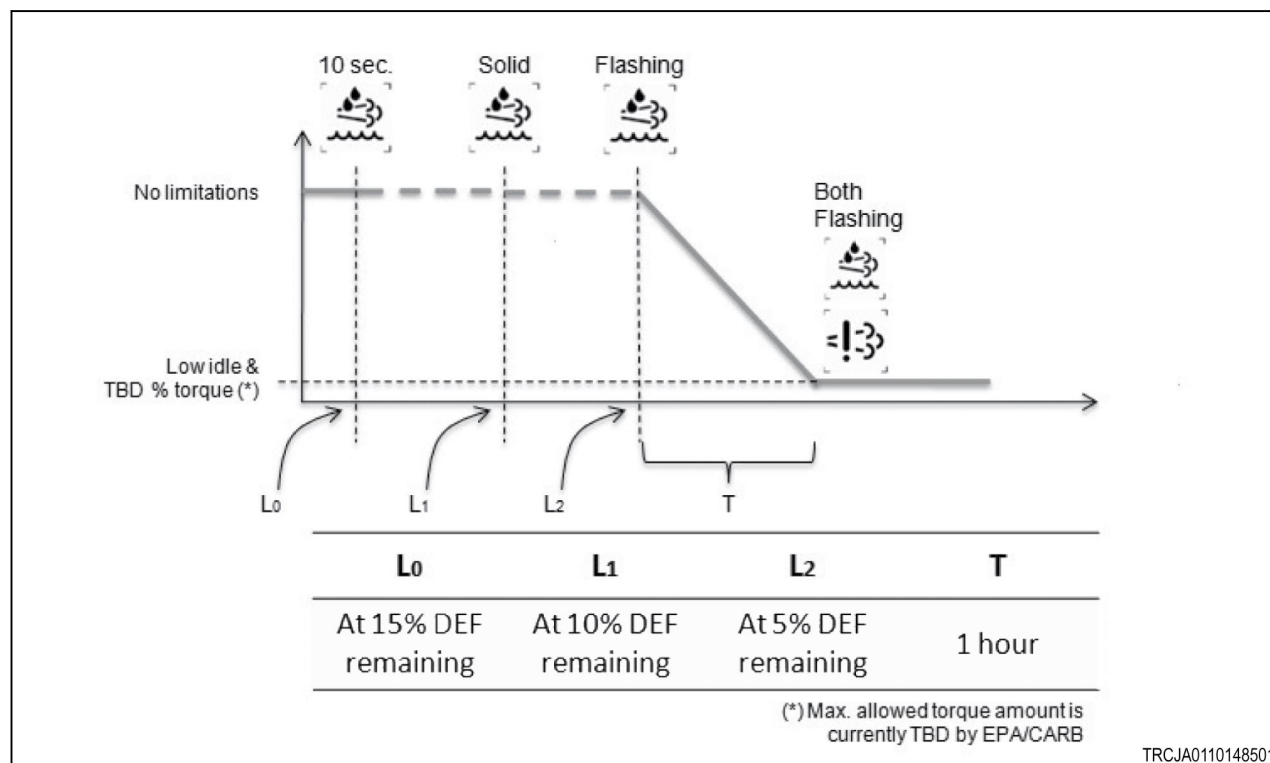 10 sec.
Solid
Flashing
No limitations
Both
Flashing
Low idle &
TBD % torque (*)
L0
L1
L2
T
L0 L1 L2 T
At 15% DEF At 10% DEF At 5% DEF 1 hour
remaining remaining remaining
(*) Max. allowed torque amount is
currently TBD by EPA/CARB
TRCJA0110148501